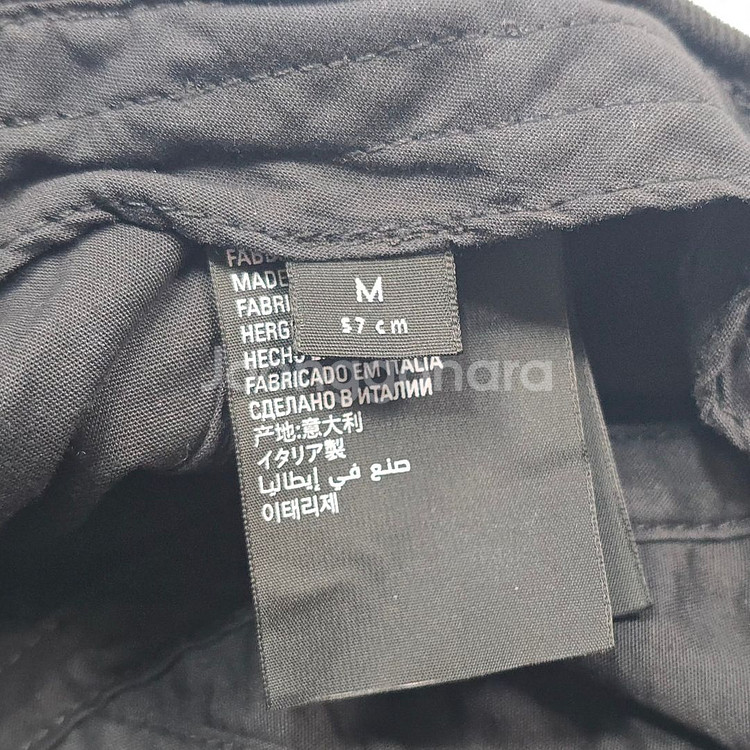 M
57 cm
MADE
FABRI
HERG
HECHO
FABRICADO EM ITALIA
СДЕЛАНО В ИТАЛИИ
产地:意大利
イタリア製
صنع في إيطاليا
이태리제